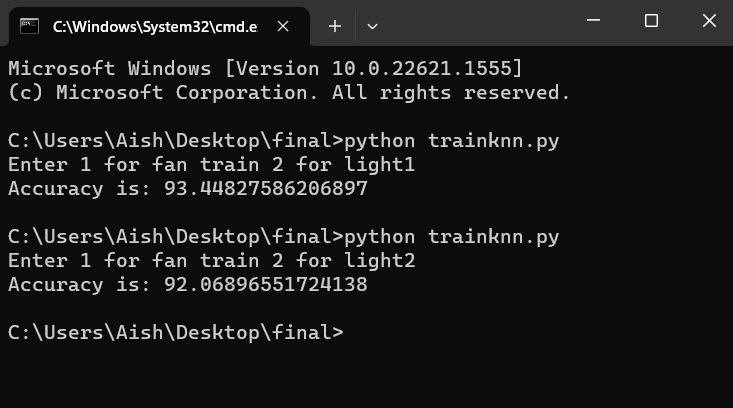 C:\Windows\System32\cmd.e
Microsoft Windows [Version 10.0.22621.1555]
(c) Microsoft Corporation. All rights reserved.
C:\Users\Aish\Desktop\final>python trainknn.py
Enter 1 for fan train 2 for light1
Accuracy is: 93.44827586206897
C:\Users\Aish\Desktop\final>python trainknn.py
Enter 1 for fan train 2 for light2
Accuracy is: 92.06896551724138
C:\Users\Aish\Desktop\final>